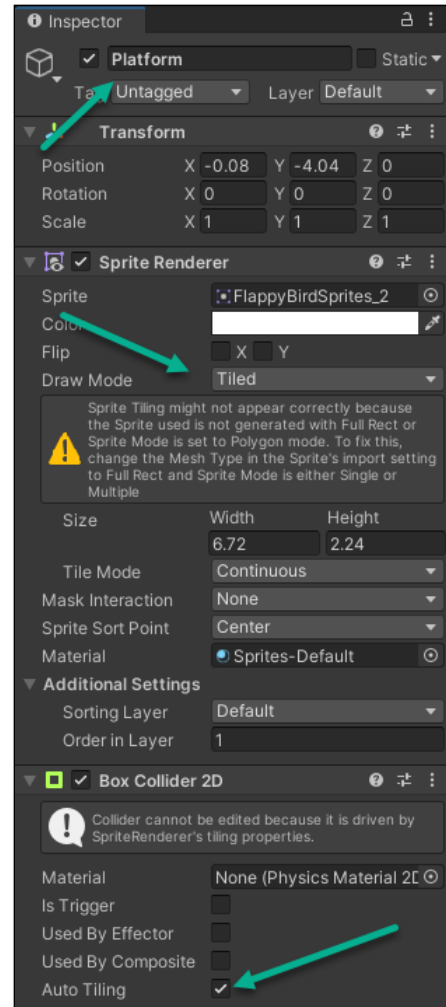 Inspector
Platform Static
Untagged Layer Default
Transform
Position X -0.08 Y -4.04 Z 0
Rotation X 0 Y 0 Z 0
Scale X 1 Y 1 Z 1
Sprite Renderer
Sprite FlappyBirdSprites_2
Color
Flip X Y
Draw Mode Tiled
Sprite Tiling might not appear correctly because
the Sprite used is not generated with Full Rect or
Sprite Mode is set to Polygon mode. To fix this,
change the Mesh Type in the Sprite's import setting
to Full Rect and Sprite Mode is either Single or
Multiple
Size Width Height
6.72 2.24
Tile Mode Continuous
Mask Interaction None
Sprite Sort Point Center
Material Sprites-Default
Additional Settings
Sorting Layer Default
Order in Layer 1
Box Collider 2D
Collider cannot be edited because it is driven by
SpriteRenderer's tiling properties.
Material None (Physics Material 2D
Is Trigger
Used By Effector
Used By Composite
Auto Tiling